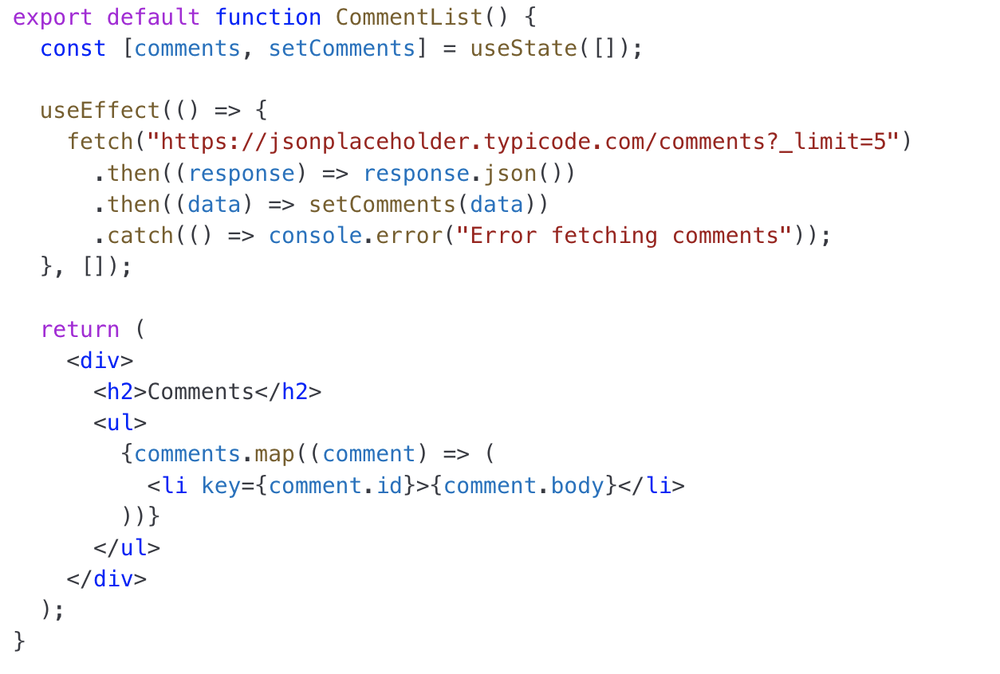 export default function CommentList() {
  const [comments, setComments] = useState([]);

  useEffect(() => {
    fetch("https://jsonplaceholder.typicode.com/comments?_limit=5")
      .then((response) => response.json())
      .then((data) => setComments(data))
      .catch(() => console.error("Error fetching comments"));
  }, []);

  return (
    <div>
      <h2>Comments</h2>
      <ul>
        {comments.map((comment) => (
          <li key={comment.id}>{comment.body}</li>
        ))}
      </ul>
    </div>
  );
}